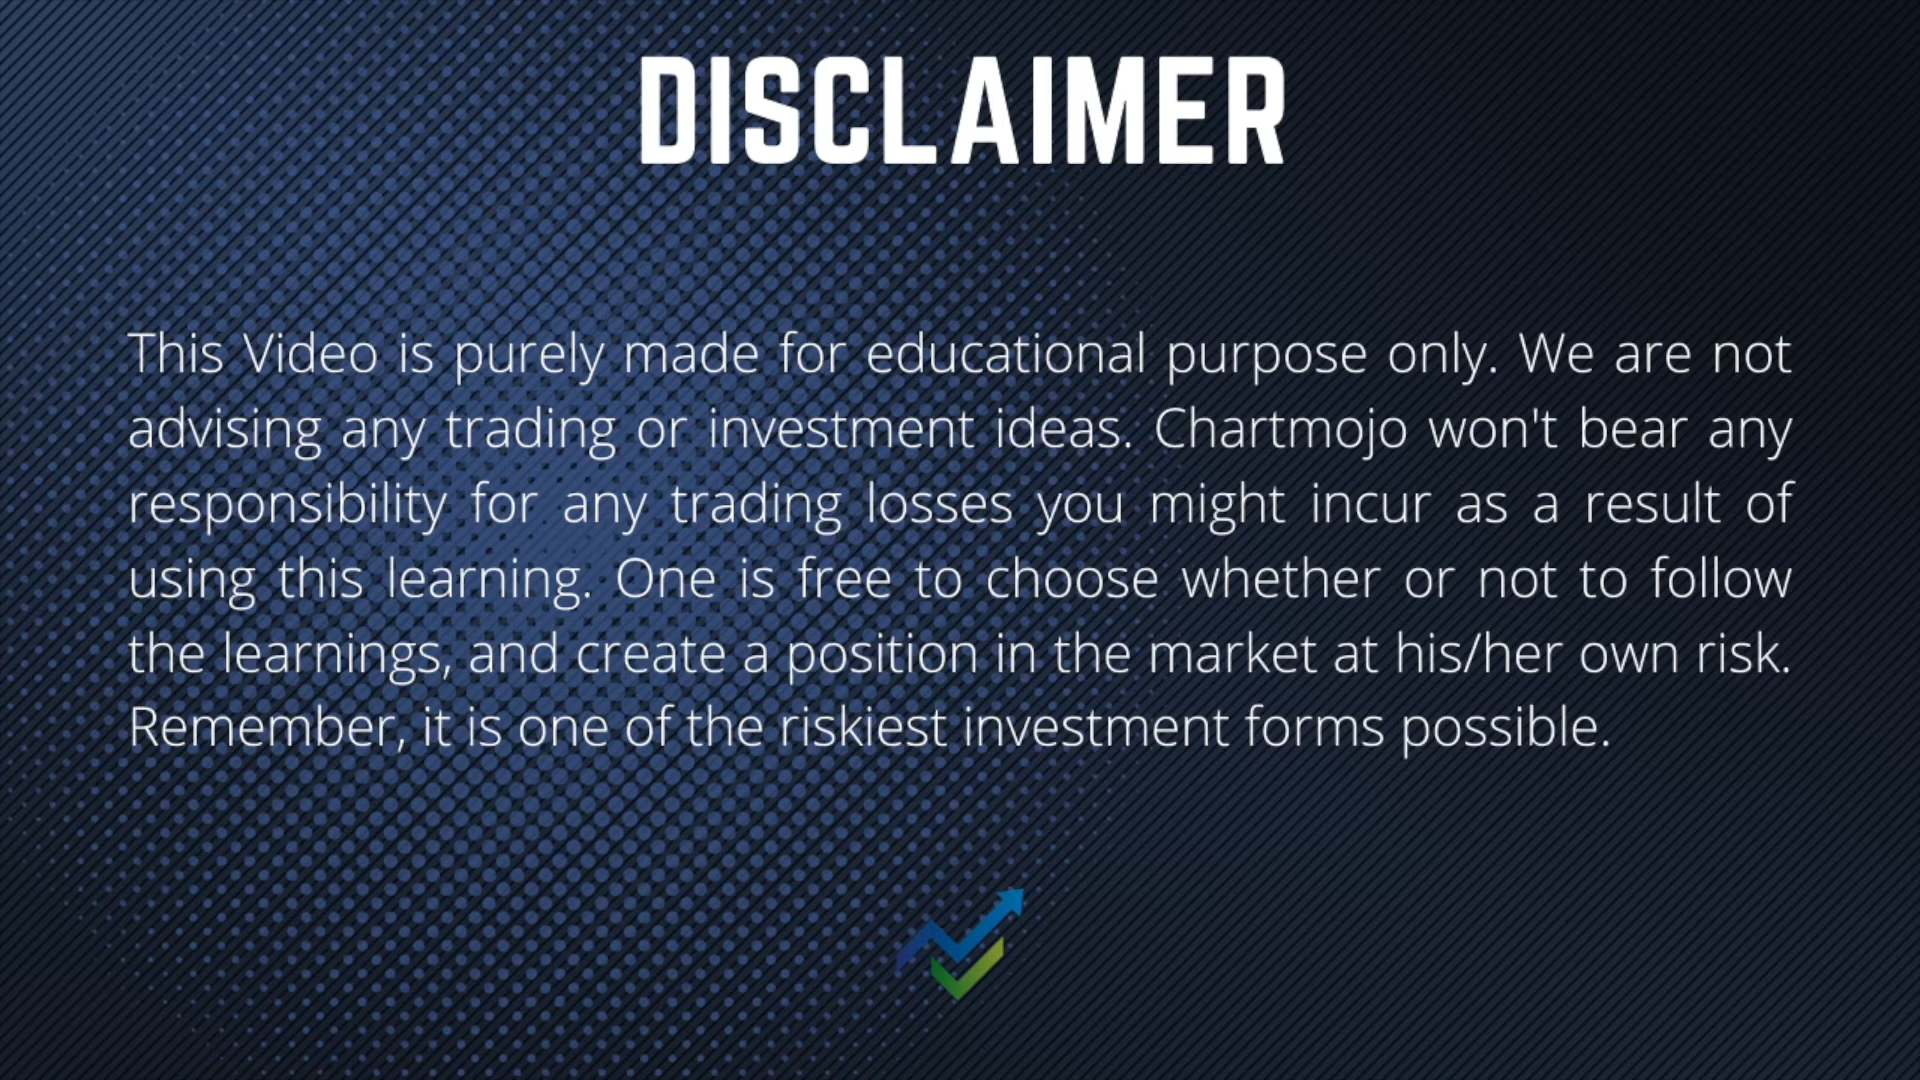 DISCLAIMER
This Video is purely made for educational purpose only. We are not
advising any trading or investment ideas. Chartmojo won't bear any
responsibility for any trading losses you might incur as a result of
using this learning. One is free to choose whether or not to follow
the learnings, and create a position in the market at his/her own risk.
Remember, it is one of the riskiest investment forms possible.